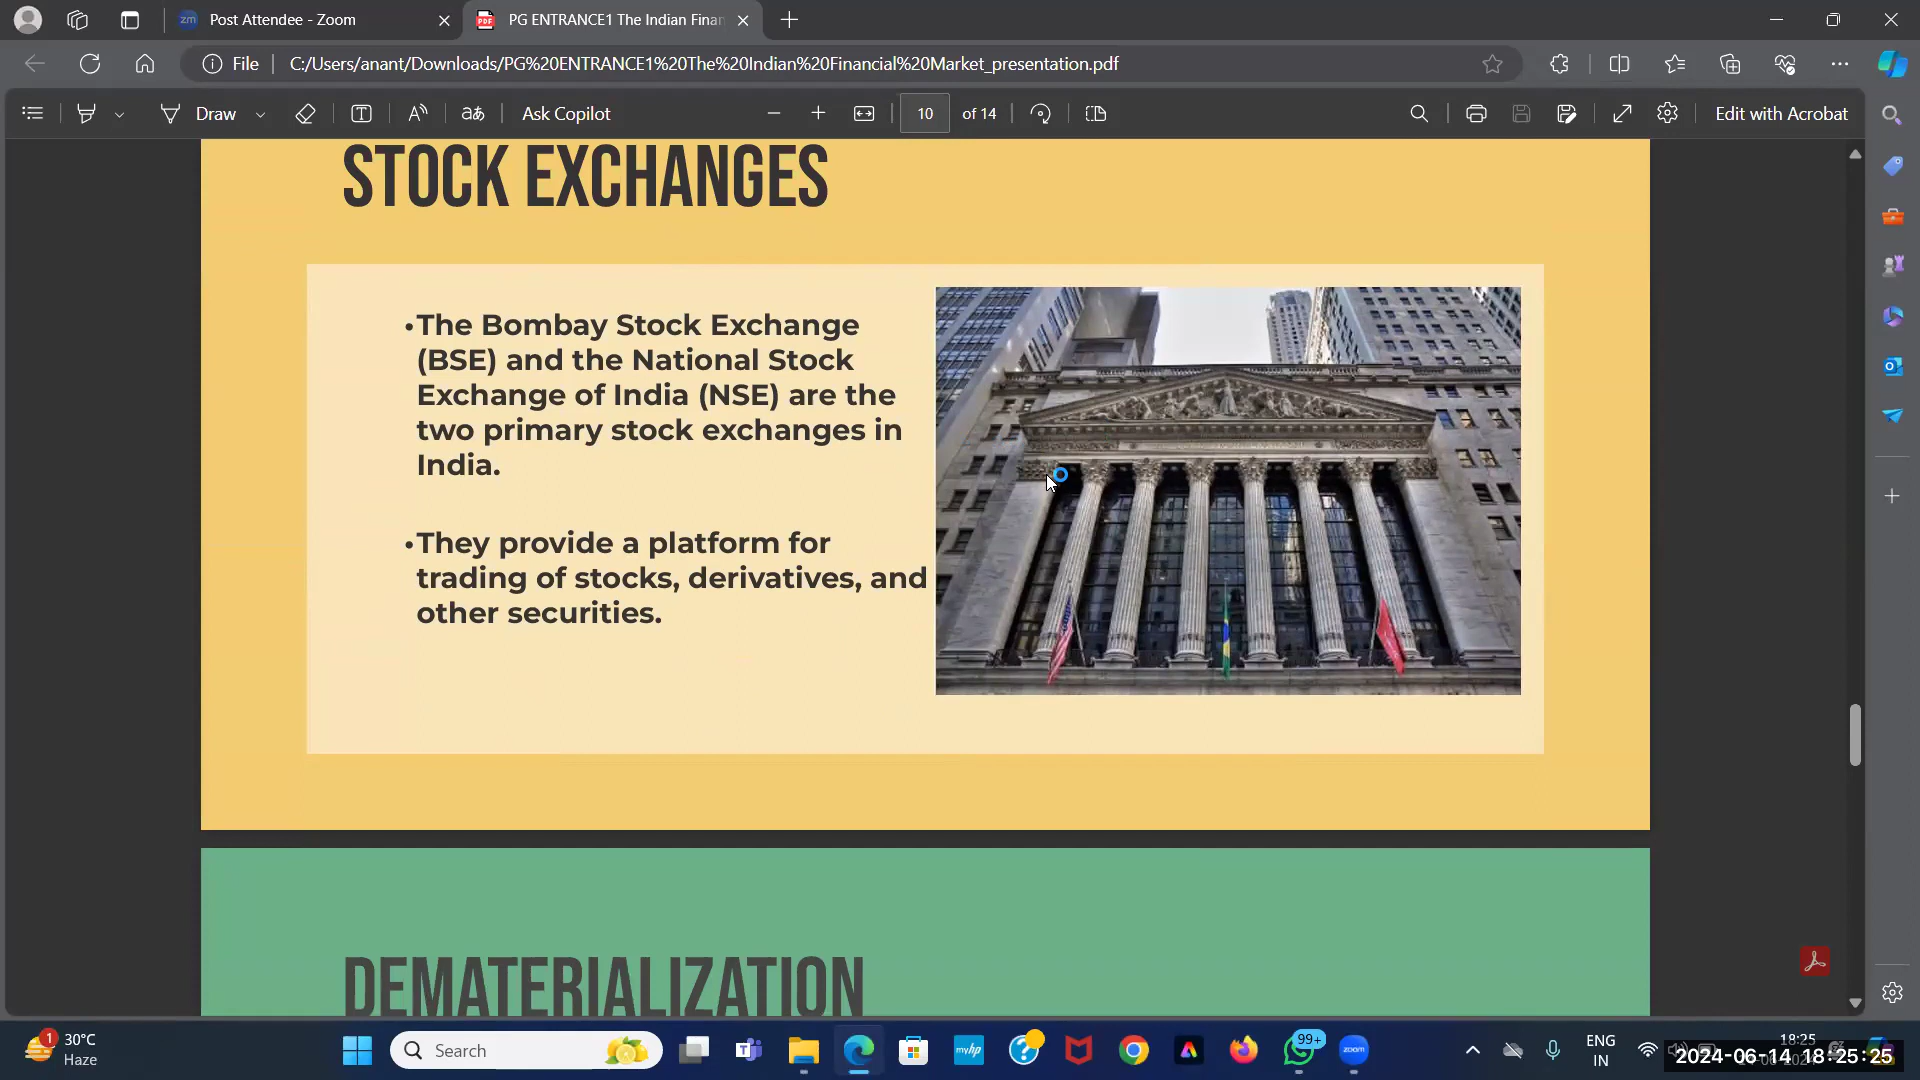 Post Attendee - Zoom
PG ENTRANCE1 The Indian Finan
File
C:/Users/anant/Downloads/PG%20ENTRANCE1%20The%20Indian%20Financial%20Market_presentation.pdf
Draw
Ask Copilot
10 of 14
Edit with Acrobat
STOCK EXCHANGES
•The Bombay Stock Exchange
(BSE) and the National Stock
Exchange of India (NSE) are the
two primary stock exchanges in
India.
•They provide a platform for
trading of stocks, derivatives, and
other securities.
DEMATERIALIZATION
1
30°C
Haze
Search
99+
ENG
IN
18:25
2024-06-14 18:25:25